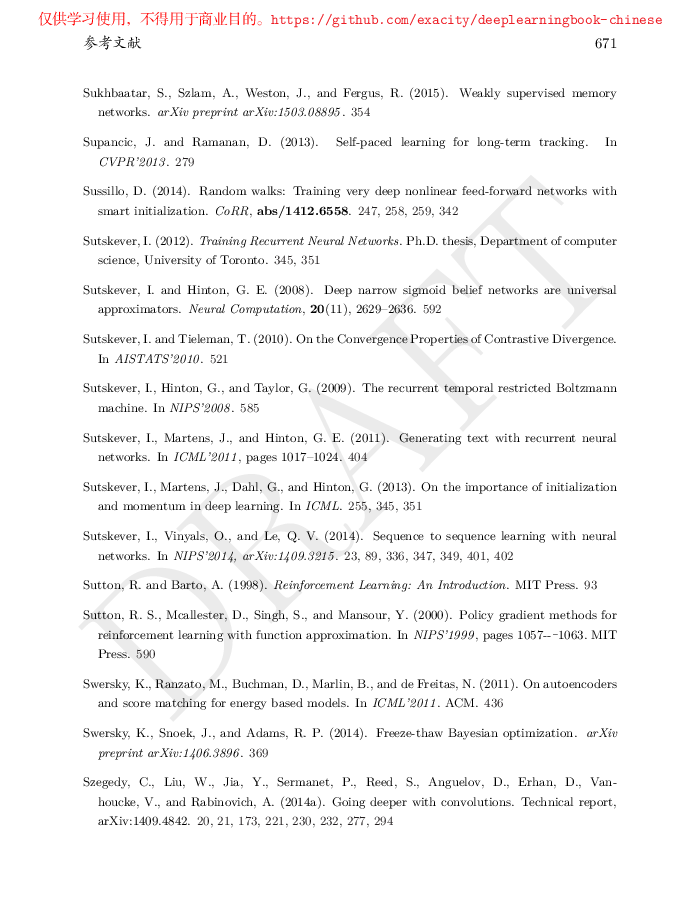 仅供学习使用，不得用于商业目的。https://github.com/exacity/deeplearningbook-chinese
参考文献 671
Sukhbaatar, S., Szlam, A., Weston, J., and Fergus, R. (2015). Weakly supervised memory
networks. arXiv preprint arXiv:1503.08895. 354
Supancic, J. and Ramanan, D. (2013). Self-paced learning for long-term tracking. In
CVPR'2013. 279
Sussillo, D. (2014). Random walks: Training very deep nonlinear feed-forward networks with
smart initialization. CoRR, abs/1412.6558. 247, 258, 259, 342
Sutskever, I. (2012). Training Recurrent Neural Networks. Ph.D. thesis, Department of computer
science, University of Toronto. 345, 351
Sutskever, I. and Hinton, G. E. (2008). Deep narrow sigmoid belief networks are universal
approximators. Neural Computation, 20(11), 2629–2636. 592
Sutskever, I. and Tieleman, T. (2010). On the Convergence Properties of Contrastive Divergence.
In AISTATS'2010. 521
Sutskever, I., Hinton, G., and Taylor, G. (2009). The recurrent temporal restricted Boltzmann
machine. In NIPS'2008. 585
Sutskever, I., Martens, J., and Hinton, G. E. (2011). Generating text with recurrent neural
networks. In ICML'2011, pages 1017–1024. 404
Sutskever, I., Martens, J., Dahl, G., and Hinton, G. (2013). On the importance of initialization
and momentum in deep learning. In ICML. 255, 345, 351
Sutskever, I., Vinyals, O., and Le, Q. V. (2014). Sequence to sequence learning with neural
networks. In NIPS'2014, arXiv:1409.3215. 23, 89, 336, 347, 349, 401, 402
Sutton, R. and Barto, A. (1998). Reinforcement Learning: An Introduction. MIT Press. 93
Sutton, R. S., Mcallester, D., Singh, S., and Mansour, Y. (2000). Policy gradient methods for
reinforcement learning with function approximation. In NIPS'1999, pages 1057--–1063. MIT
Press. 590
Swersky, K., Ranzato, M., Buchman, D., Marlin, B., and de Freitas, N. (2011). On autoencoders
and score matching for energy based models. In ICML'2011. ACM. 436
Swersky, K., Snoek, J., and Adams, R. P. (2014). Freeze-thaw Bayesian optimization. arXiv
preprint arXiv:1406.3896. 369
Szegedy, C., Liu, W., Jia, Y., Sermanet, P., Reed, S., Anguelov, D., Erhan, D., Van-
houcke, V., and Rabinovich, A. (2014a). Going deeper with convolutions. Technical report,
arXiv:1409.4842. 20, 21, 173, 221, 230, 232, 277, 294
DRAFT